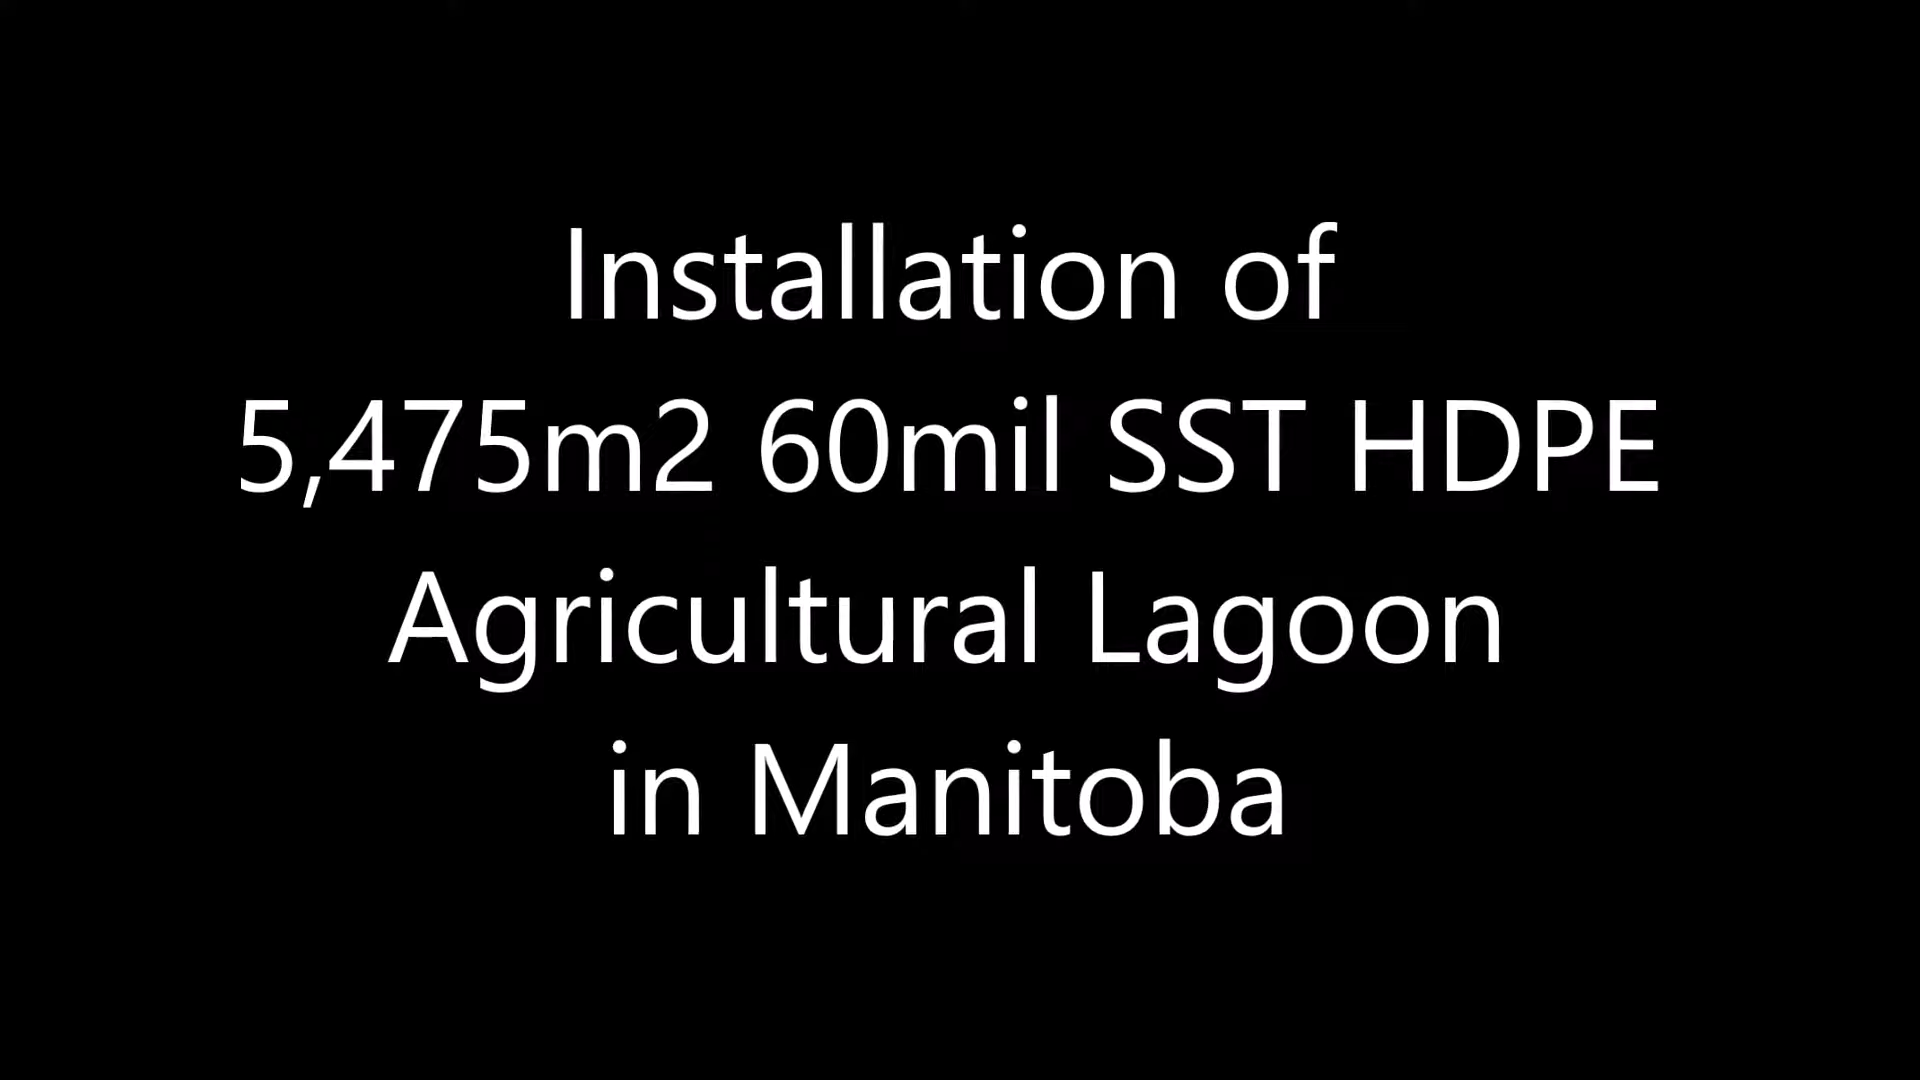 Installation of
5,475m2 60mil SST HDPE
Agricultural Lagoon
in Manitoba